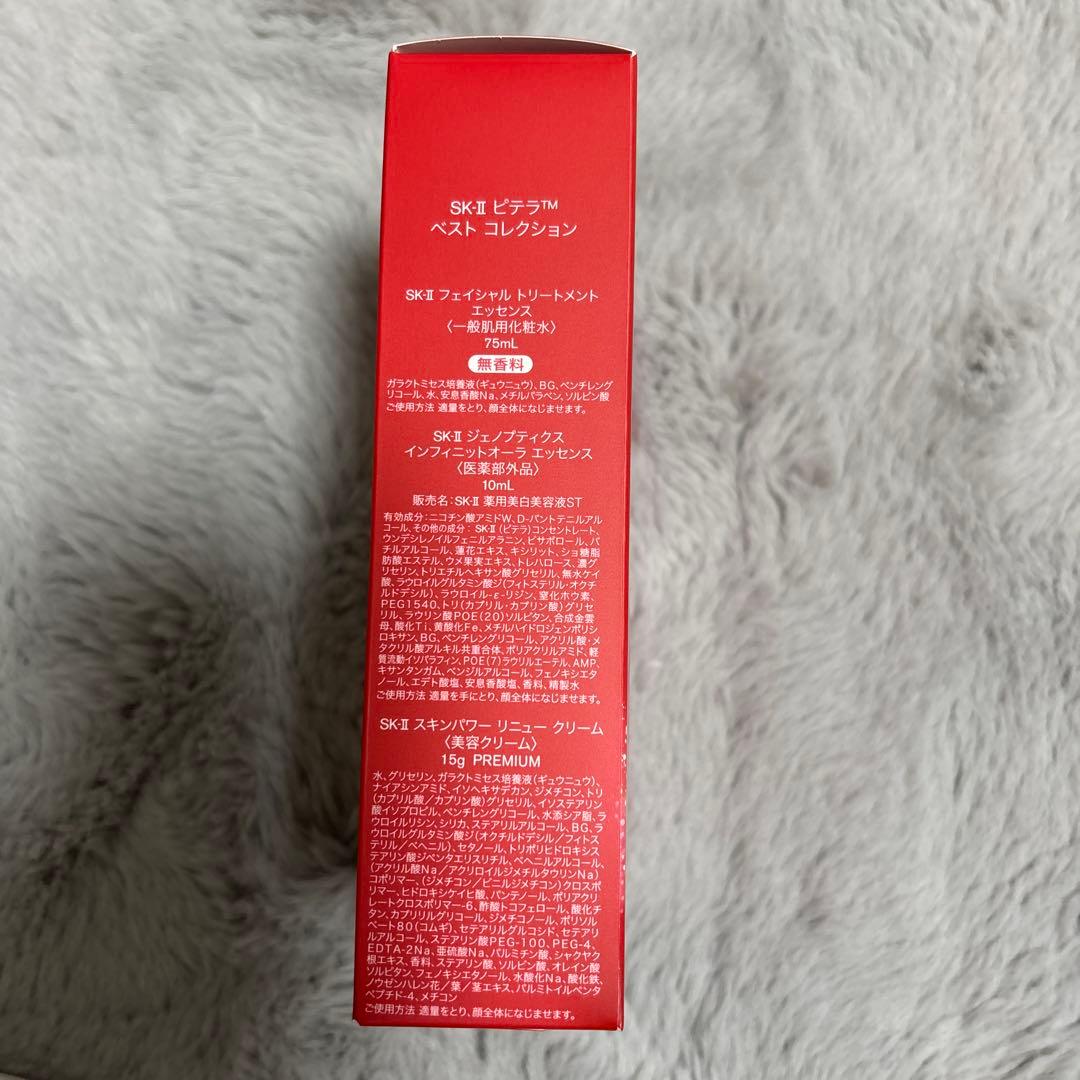 SK-II ピテラ™
ベスト コレクション
SK-II フェイシャル トリートメント
エッセンス
〈一般肌用化粧水〉
75mL
無香料
ガラクトミセス培養液(ギュウニュウ)、BG、ペンチレング
リコール、水、安息香酸Na、メチルパラベン、ソルビン酸
ご使用方法 適量をとり、顔全体になじませます。
SK-II ジェノプティクス
インフィニットオーラ エッセンス
〈医薬部外品〉
10mL
販売名:SK-II 薬用美白美容液ST
有効成分:ニコチン酸アミドW、D-パントテニルアル
コール、その他の成分: SK-II (ピテラ)コンセントレート、
ウンデシレノイルフェニルアラニン、ビサボロール、バ
チルアルコール、蓮花エキス、キシリット、ショ糖脂
肪酸エステル、ウメ果実エキス、トレハロース、濃グ
リセリン、トリエチルヘキサン酸グリセリル、無水ケイ
酸、ラウロイルグルタミン酸ジ(フィトステリル・オクチ
ルドデシル)、ラウロイル-ε-リジン、窒化ホウ素、
PEG1540、トリ(カプリル・カプリン酸)グリセ
リル、ラウリン酸POE(20)ソルビタン、合成金雲
母、酸化Ti、黄酸化Fe、メチルハイドロジェンポリシ
ロキサン、BG、ペンチレングリコール、アクリル酸・メ
タクリル酸アルキル共重合体、ポリアクリルアミド、軽
質流動イソパラフィン、POE(7)ラウリルエーテル、AMP、
キサンタンガム、ベンジルアルコール、フェノキシエタ
ノール、エデト酸塩、安息香酸塩、香料、精製水
ご使用方法 適量を手にとり、顔全体になじませます。
SK-II スキンパワー リニュー クリーム
〈美容クリーム〉
15g PREMIUM
水、グリセリン、ガラクトミセス培養液(ギュウニュウ)、
ナイアシンアミド、イソヘキサデカン、ジメチコン、トリ
(カプリル酸/カプリン酸)グリセリル、イソステアリン
酸イソプロピル、ペンチレングリコール、水添シア脂、ラ
ウロイルリシン、シリカ、ステアリルアルコール、BG、ラ
ウロイルグルタミン酸ジ(オクチルドデシル/フィトス
テリル/ベヘニル)、セタノール、トリポリヒドロキシス
テアリン酸ジペンタエリスリチル、ベヘニルアルコール、
(アクリル酸Na/アクリロイルジメチルタウリンNa)
コポリマー、(ジメチコン/ビニルジメチコン)クロスポ
リマー、ヒドロキシケイヒ酸、パンテノール、ポリアクリ
レートクロスポリマー-6、酢酸トコフェロール、酸化チ
タン、カプリリルグリコール、ジメチコノール、ポリソル
ベート80(コムギ)、セテアリルグルコシド、セテアリ
ルアルコール、ステアリン酸PEG-100、PEG-4、
EDTA-2Na、亜硫酸Na、パルミチン酸、シャクヤク
根エキス、香料、ステアリン酸、ソルビン酸、オレイン酸
ソルビタン、フェノキシエタノール、水酸化Na、酸化鉄、
ノウゼンハレン花/葉/茎エキス、パルミトイルペンタ
ペプチド-4、メチコン
ご使用方法 適量をとり、顔全体になじませます。